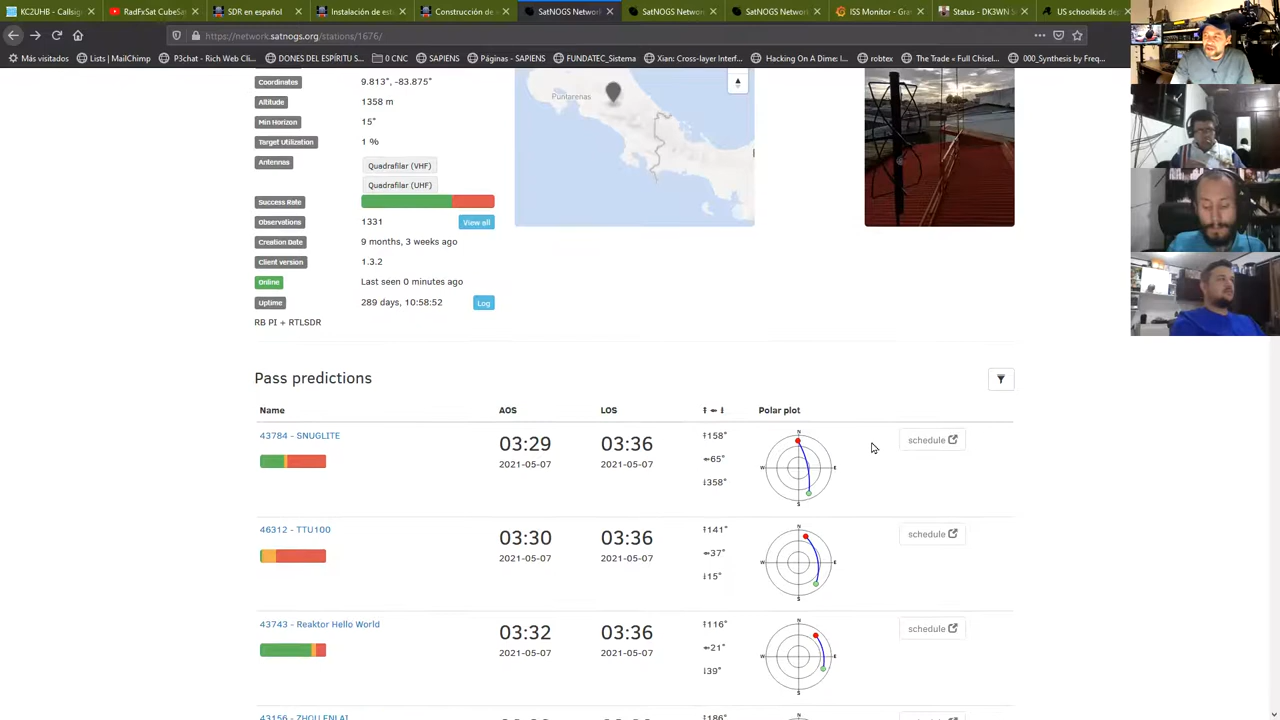 KC2UHB - Callsig
RadFxSat CubeSa
SDR en español
Instalación de ra
Construcción de
SatNOGS Network
SatNOGS Network
SatNOGS Network
ISS Monitor - Gra
Status - DK3WN S
US schoolkids de
https://network.satnogs.org/stations/1676/
Más visitados
Lists | MailChimp
P3chat - Rich Web Cli...
DONES DEL ESPÍRITU S
P CNC
SAPIENS
Páginas - SAPIENS
FUNDATEC_Sistema
Xian: Cross-layer Interf...
Hacking On A Dime: L
robtex
The Trade « Full Chisel...
000_Synthesis by Freq...
Coordinates 9.813°, -83.875°
Altitude 1358 m
Min Horizon 15°
Target Utilization 1 %
Antennas Quadrafilar (VHF)
Quadrafilar (UHF)
Success Rate
Observations 1331 View all
Creation Date 9 months, 3 weeks ago
Client version 1.3.2
Online Last seen 0 minutes ago
Uptime 289 days, 10:58:52 Log
RB PI + RTLSDR
Puntarenas
Pass predictions
Name AOS LOS Polar plot
43784 - SNUGLITE 03:29 03:36 158° N schedule
2021-05-07 2021-05-07 65° W E
358° S
46312 - TTU100 03:30 03:36 141° N schedule
2021-05-07 2021-05-07 37° W E
15° S
43743 - Reaktor Hello World 03:32 03:36 116° N schedule
2021-05-07 2021-05-07 21° W E
39° S
43156 - ZHOU ENLAI 186° N